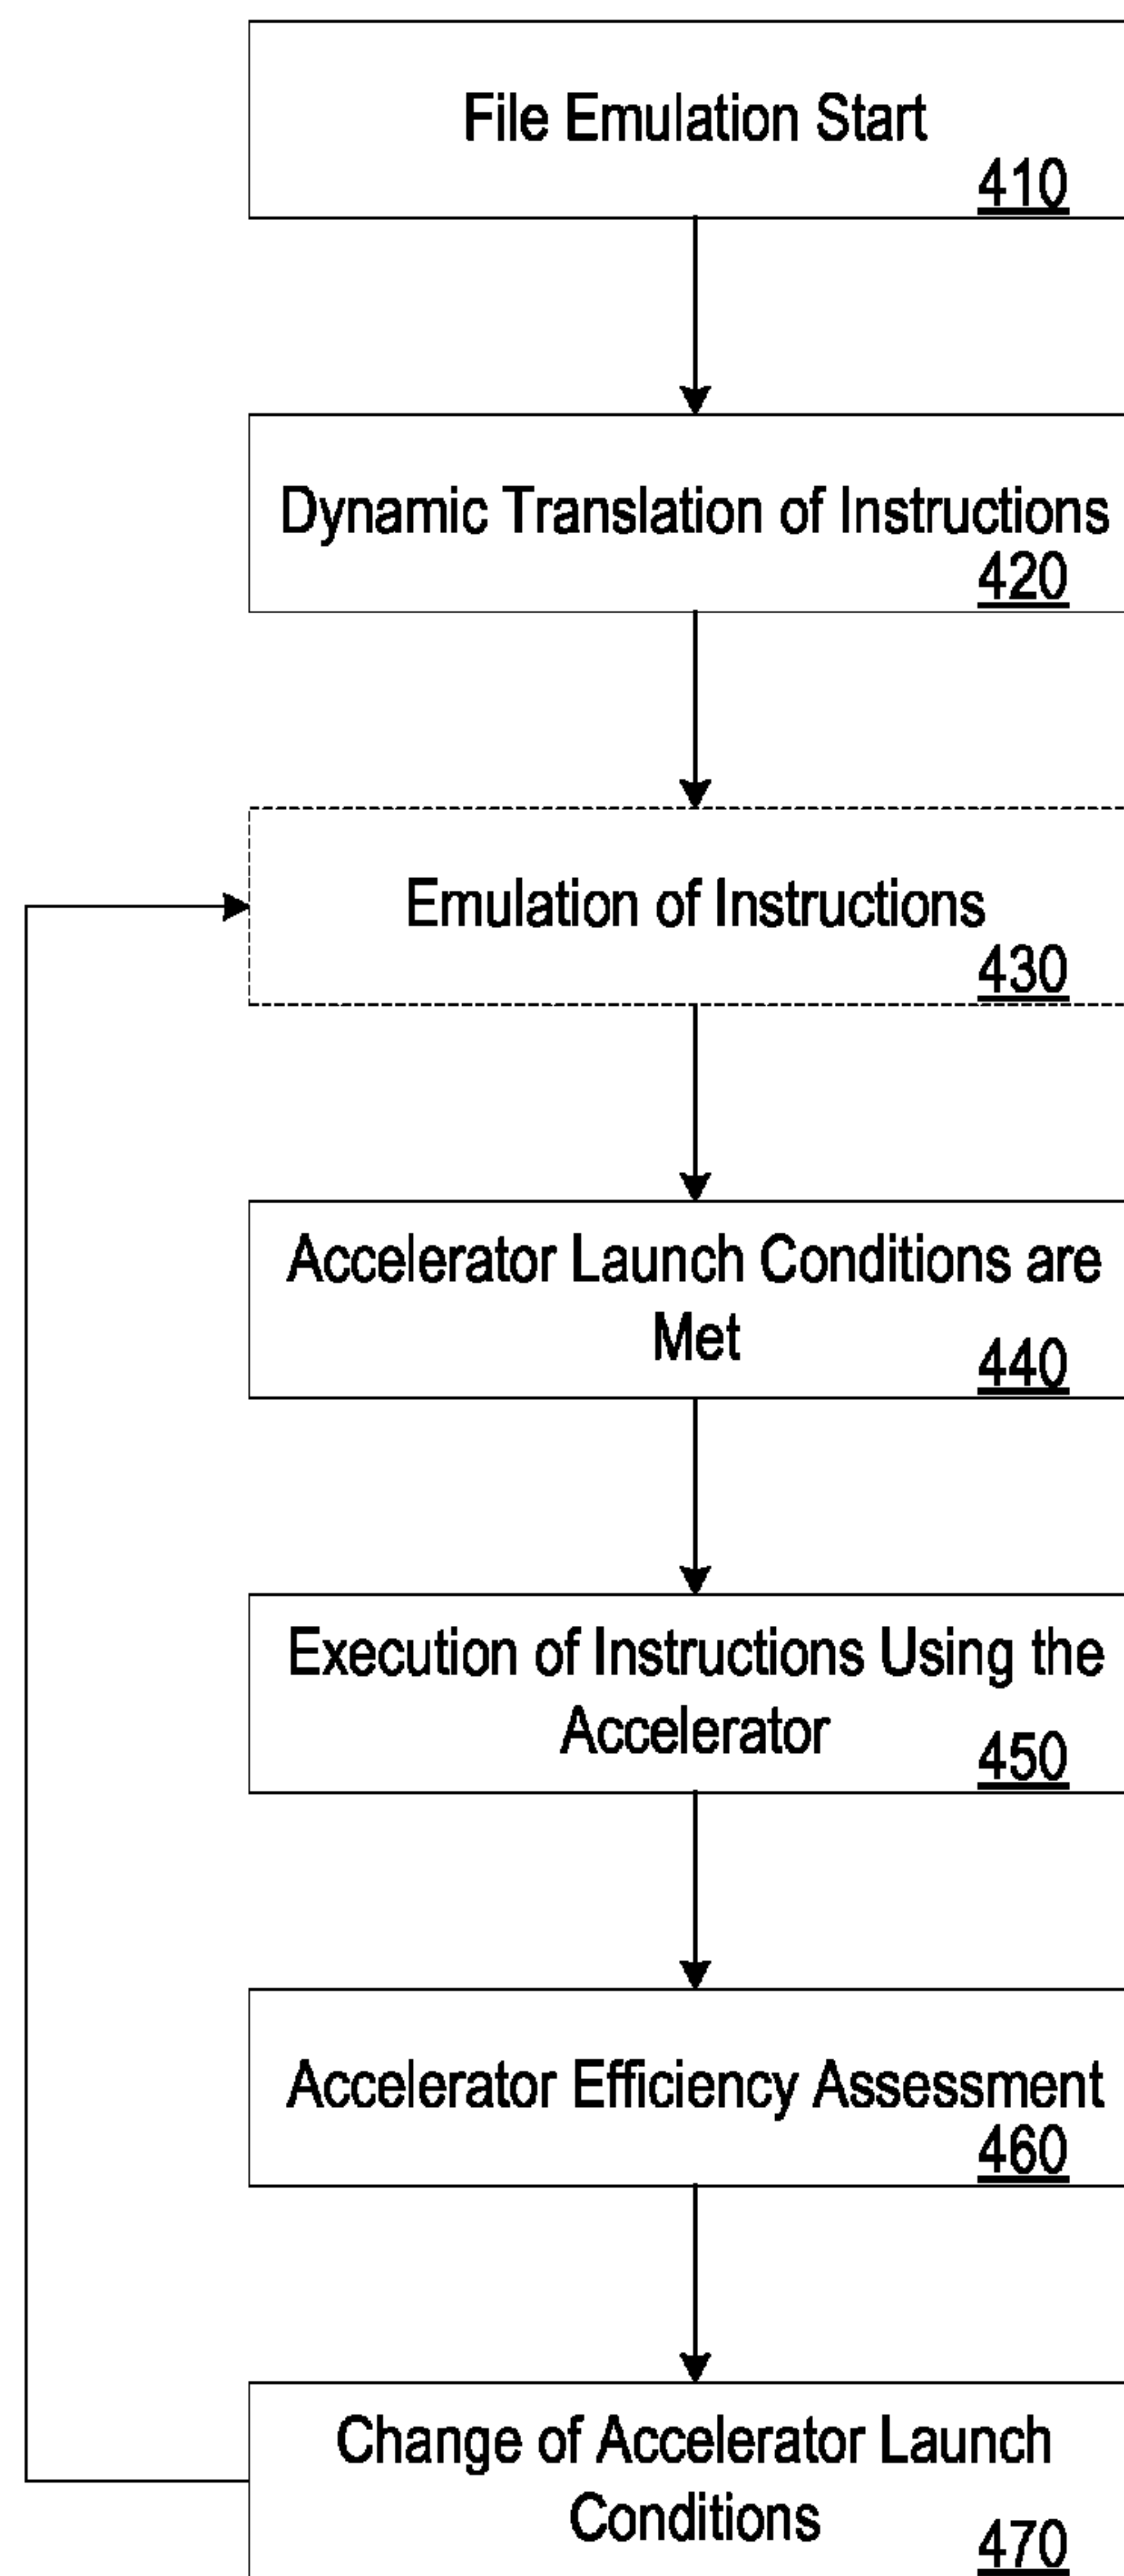 File Emulation Start
410
Dynamic Translation of Instructions
420
Emulation of Instructions
430
Accelerator Launch Conditions are
Met
440
Execution of Instructions Using the
Accelerator
450
Accelerator Efficiency Assessment
460
Change of Accelerator Launch
Conditions
470